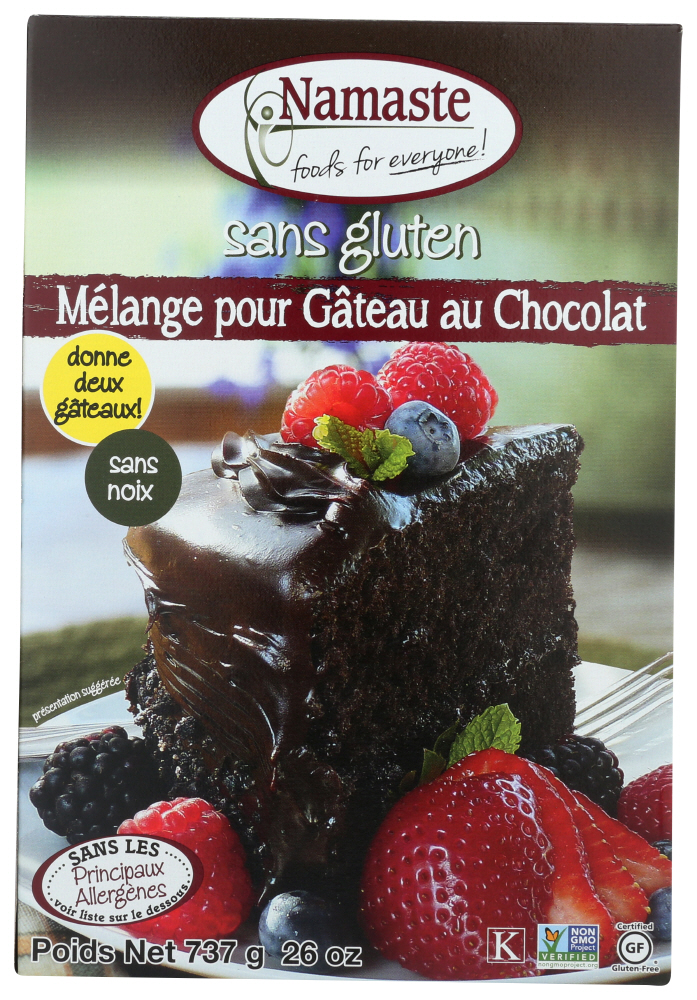 Namaste
foods for everyone!
sans gluten
Mélange pour Gâteau au Chocolat
donne
deux
gâteaux!
sans
noix
présentation suggérée
SANS LES
Principaux
Allergènes
voir liste sur le dessous
Poids Net 737 g 26 oz
K
NON
GMO
Project
VERIFIED
nongmoproject.org
Certified
GF
Gluten-Free